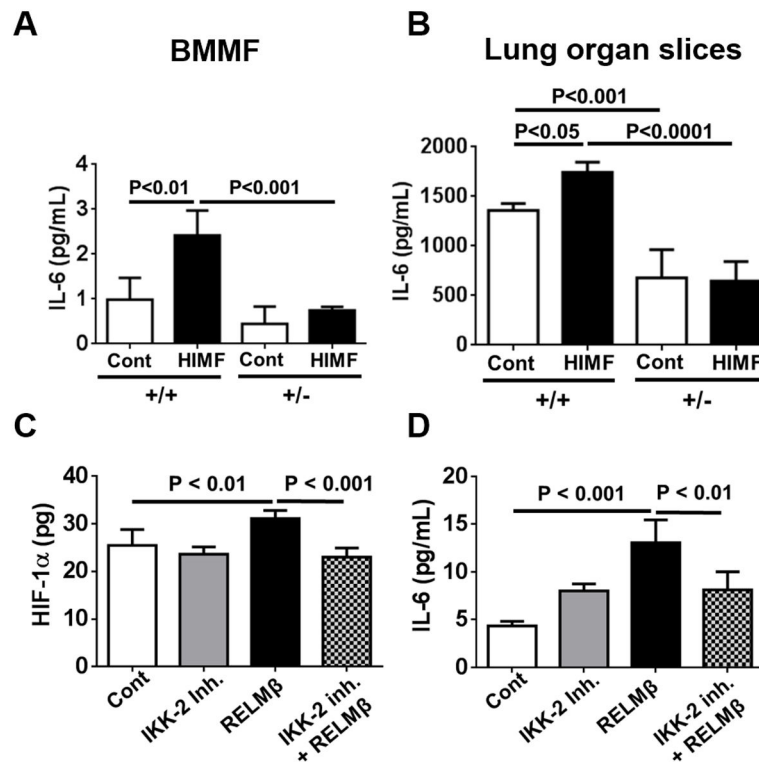 A
BMMF
IL-6 (pg/mL)
4
3
2
1
0
P<0.01
P<0.001
Cont
HIMF
Cont
HIMF
+/+
+/-
B
Lung organ slices
IL-6 (pg/mL)
2000
1500
1000
500
0
P<0.001
P<0.05
P<0.0001
Cont
HIMF
Cont
HIMF
+/+
+/-
C
HIF-1α (pg)
40
30
20
10
0
P < 0.01
P < 0.001
Cont
IKK-2 Inh.
RELMβ
IKK-2 inh.
+ RELMβ
D
IL-6 (pg/mL)
20
15
10
5
0
P < 0.001
P < 0.01
Cont
IKK-2 Inh.
RELMβ
IKK-2 inh.
+ RELMβ